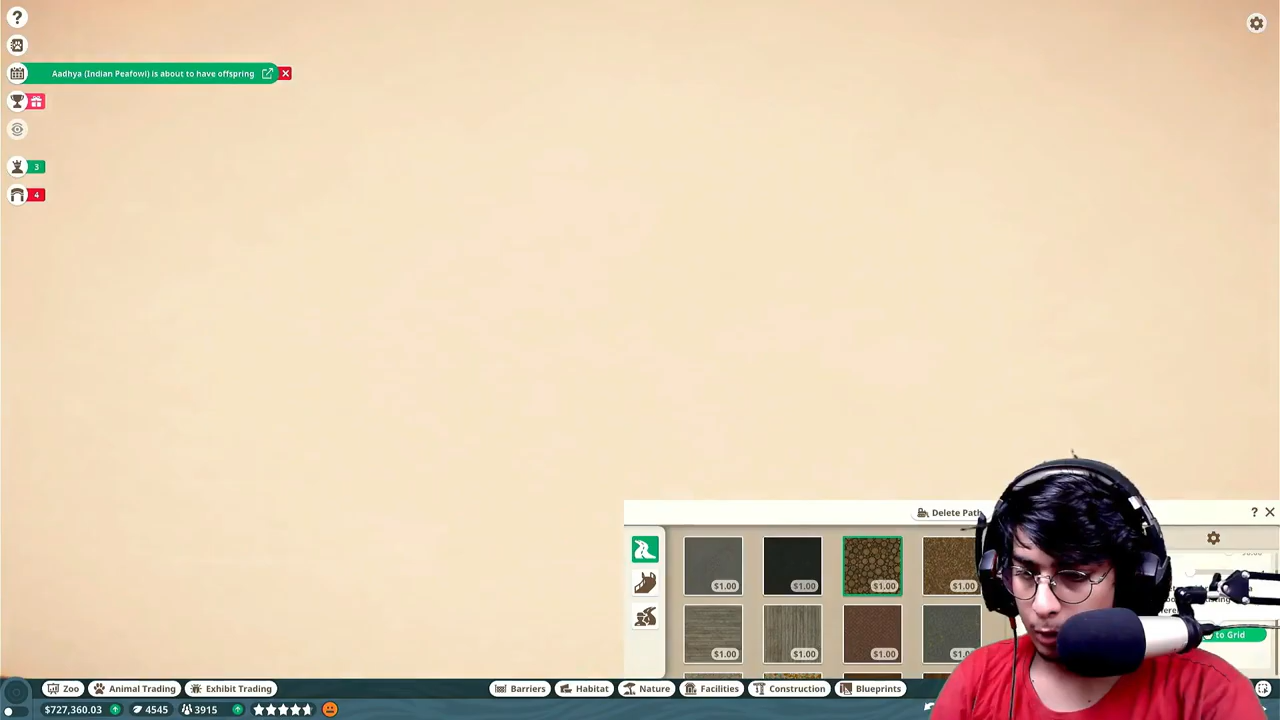 ?
Aadhya (Indian Peafowl) is about to have offspring
3
4
Delete Path
?
$1.00 $1.00 $1.00 $1.00
to Grid
$1.00 $1.00 $1.00 $1.00
Zoo Animal Trading Exhibit Trading Barriers Habitat Nature Facilities Construction Blueprints
$727,360.03 4545 3915